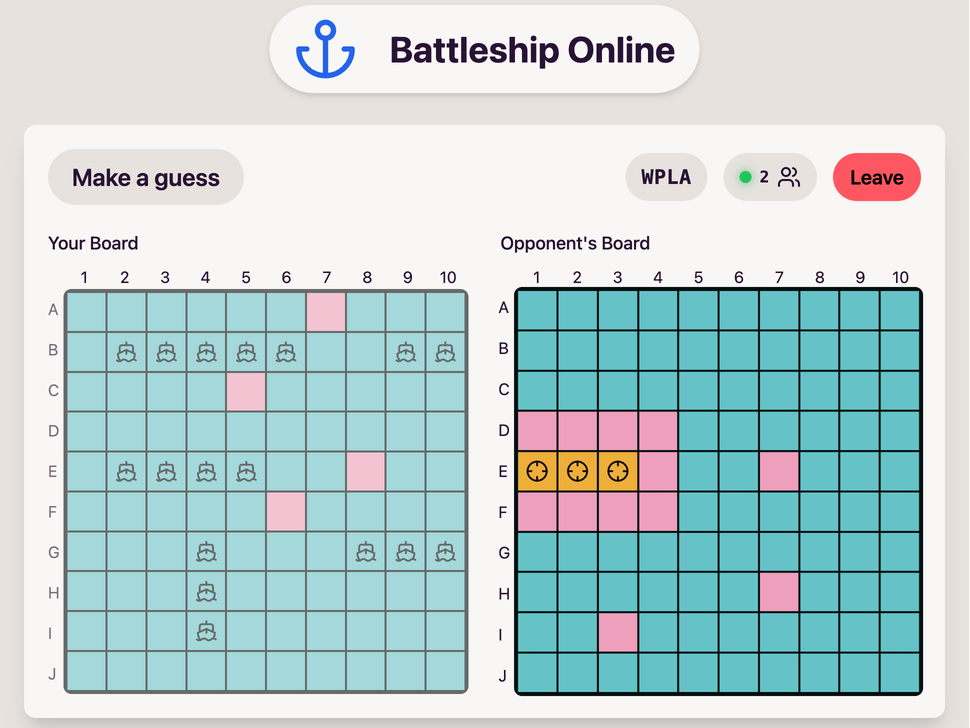 Battleship Online
Make a guess
WPLA
2
Leave
Your Board
1 2 3 4 5 6 7 8 9 10
A
B
C
D
E
F
G
H
I
J
Opponent's Board
1 2 3 4 5 6 7 8 9 10
A
B
C
D
E
F
G
H
I
J